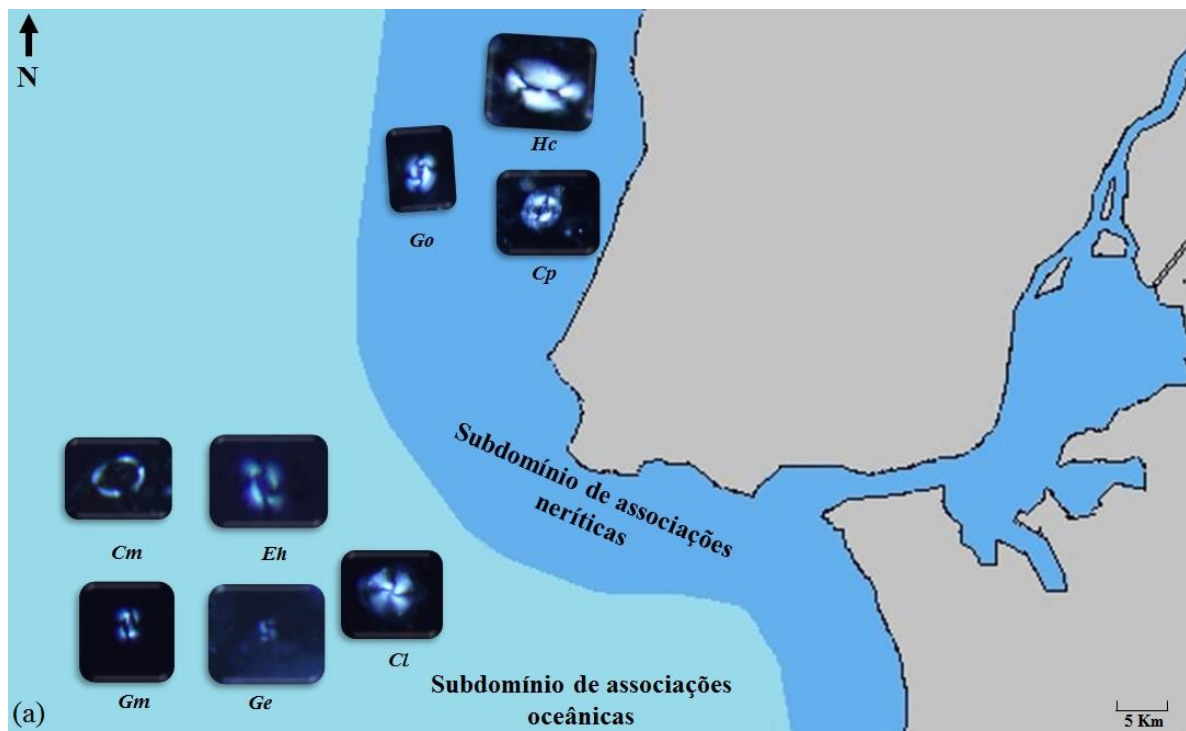 N
Hc
Go
Cp
Subdomínio de associações
neríticas
Cm
Eh
Cl
Gm
Ge
Subdomínio de associações
oceânicas
(a)
5 Km